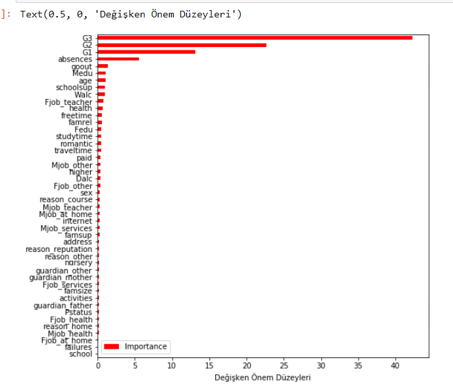 ]: Text(0.5, 0, 'Değişken Önem Düzeyleri')
G3
G2
G1
absences
goout
Medu
age
schoolsup
Walc
Fjob_teacher
health
freetime
famrel
Fedu
studytime
romantic
traveltime
paid
Mjob_other
higher
Dalc
Fjob_other
sex
reason_course
Mjob_teacher
Mjob_at_home
internet
Mjob_services
famsup
address
reason_reputation
reason_other
nursery
guardian_other
guardian_mother
Fjob_services
famsize
activities
guardian_father
Pstatus
Fjob_health
reason_home
Mjob_health
Fjob_at_home
failures
school
Importance
0 5 10 15 20 25 30 35 40
Değişken Önem Düzeyleri